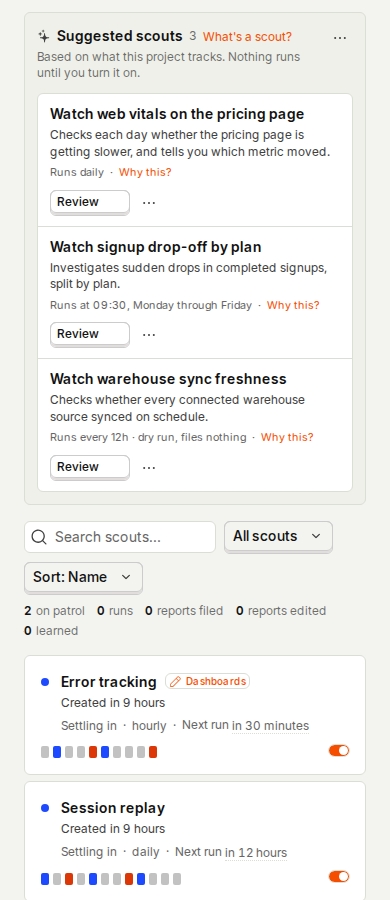 Suggested scouts 3 What's a scout? ...
Based on what this project tracks. Nothing runs
until you turn it on.
Watch web vitals on the pricing page
Checks each day whether the pricing page is
getting slower, and tells you which metric moved.
Runs daily · Why this?
Review ...
Watch signup drop-off by plan
Investigates sudden drops in completed signups,
split by plan.
Runs at 09:30, Monday through Friday · Why this?
Review ...
Watch warehouse sync freshness
Checks whether every connected warehouse
source synced on schedule.
Runs every 12h · dry run, files nothing · Why this?
Review ...
Search scouts... All scouts
Sort: Name
2 on patrol 0 runs 0 reports filed 0 reports edited
0 learned
Error tracking Dashboards
Created in 9 hours
Settling in · hourly · Next run in 30 minutes
Session replay
Created in 9 hours
Settling in · daily · Next run in 12 hours